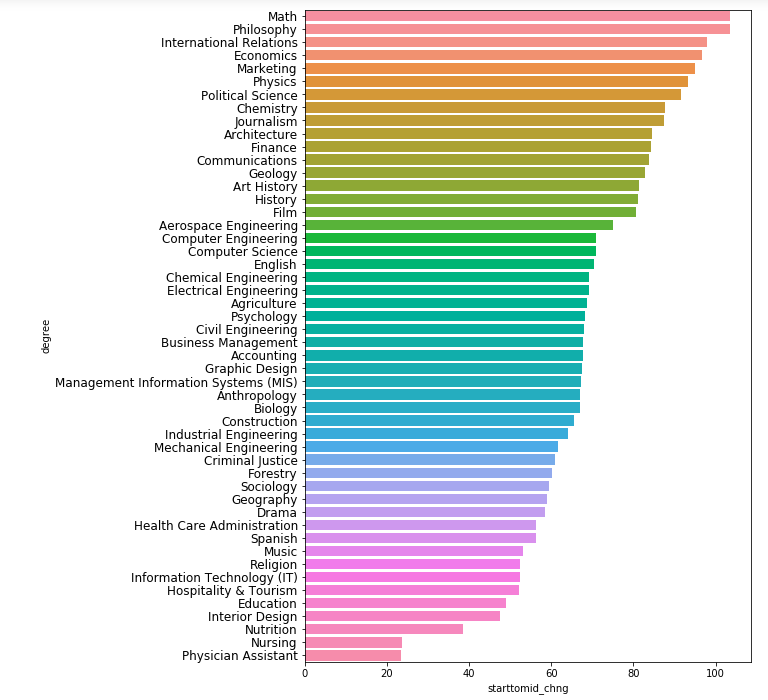 Math
Philosophy
International Relations
Economics
Marketing
Physics
Political Science
Chemistry
Journalism
Architecture
Finance
Communications
Geology
Art History
History
Film
Aerospace Engineering
Computer Engineering
Computer Science
English
Chemical Engineering
Electrical Engineering
Agriculture
Psychology
Civil Engineering
Business Management
Accounting
Graphic Design
Management Information Systems (MIS)
Anthropology
Biology
Construction
Industrial Engineering
Mechanical Engineering
Criminal Justice
Forestry
Sociology
Geography
Drama
Health Care Administration
Spanish
Music
Religion
Information Technology (IT)
Hospitality & Tourism
Education
Interior Design
Nutrition
Nursing
Physician Assistant
degree
0 20 40 60 80 100
starttomid_chng